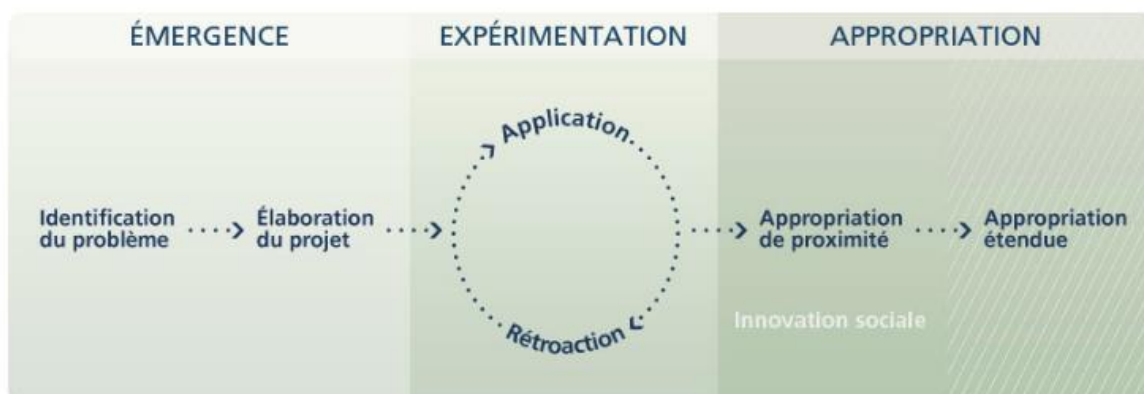 ÉMERGENCE
EXPÉRIMENTATION
APPROPRIATION
Identification
du problème
Élaboration
du projet
Application
Rétroaction
Appropriation
de proximité
Appropriation
étendue
Innovation sociale